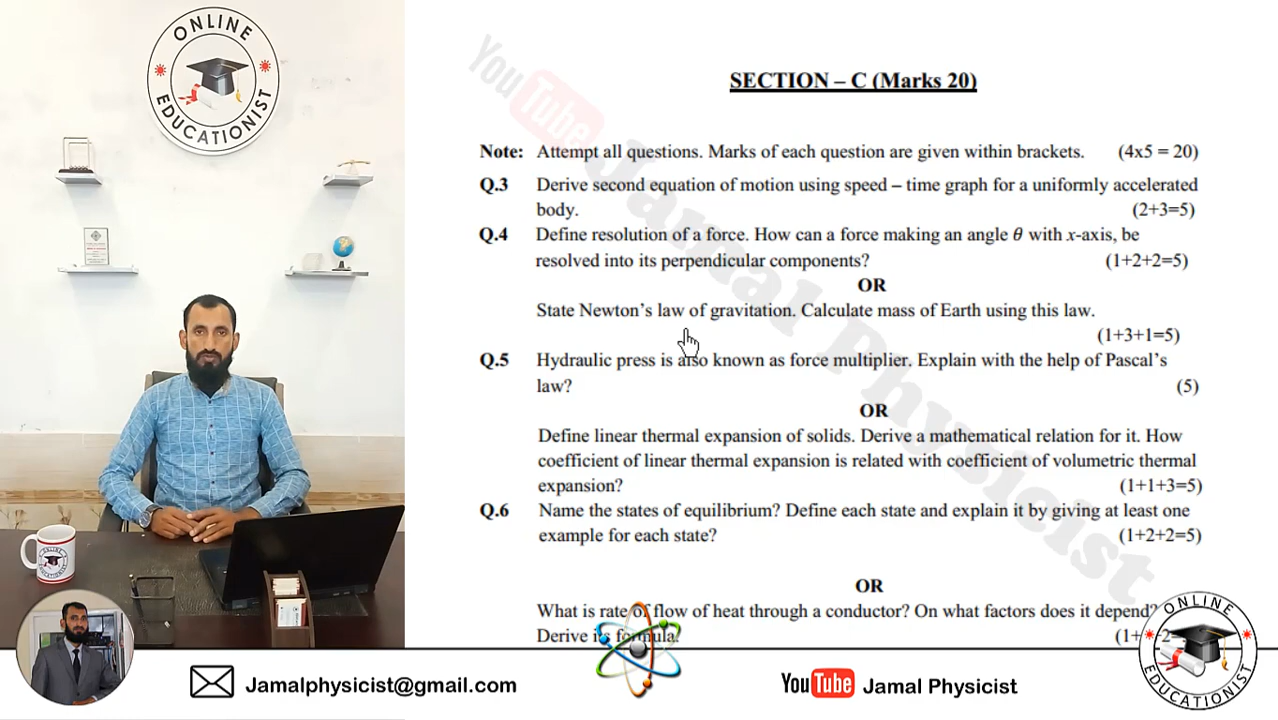 ONLINE
EDUCATIONIST
YouTube Jamal Physicist
SECTION – C (Marks 20)
Note: Attempt all questions. Marks of each question are given within brackets. (4x5 = 20)
Q.3 Derive second equation of motion using speed – time graph for a uniformly accelerated
body. (2+3=5)
Q.4 Define resolution of a force. How can a force making an angle θ with x-axis, be
resolved into its perpendicular components? (1+2+2=5)
OR
State Newton's law of gravitation. Calculate mass of Earth using this law.
(1+3+1=5)
Q.5 Hydraulic press is also known as force multiplier. Explain with the help of Pascal's
law? (5)
OR
Define linear thermal expansion of solids. Derive a mathematical relation for it. How
coefficient of linear thermal expansion is related with coefficient of volumetric thermal
expansion? (1+1+3=5)
Q.6 Name the states of equilibrium? Define each state and explain it by giving at least one
example for each state? (1+2+2=5)
OR
What is rate of flow of heat through a conductor? On what factors does it depend?
Derive its formula?
Jamalphysicist@gmail.com
YouTube Jamal Physicist
ONLINE
EDUCATIONIST